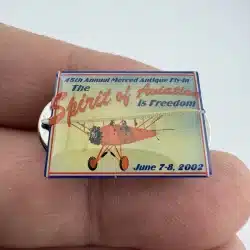 45th Annual Merced Antique Fly-In
The
Spirit of Aviation
is Freedom
June 7-8, 2002